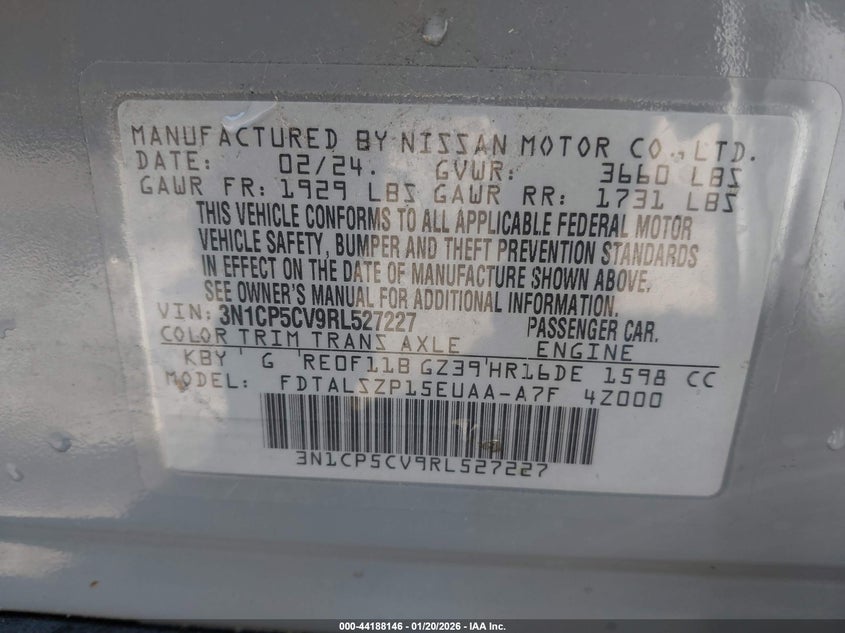 MANUFACTURED BY NISSAN MOTOR CO., LTD.
DATE: 02/24. GVWR: 3660 LBS
GAWR FR: 1929 LBS GAWR RR: 1731 LBS
THIS VEHICLE CONFORMS TO ALL APPLICABLE FEDERAL MOTOR
VEHICLE SAFETY, BUMPER AND THEFT PREVENTION STANDARDS
IN EFFECT ON THE DATE OF MANUFACTURE SHOWN ABOVE.
SEE OWNER'S MANUAL FOR ADDITIONAL INFORMATION.
VIN: 3N1CP5CV9RL527227 PASSENGER CAR.
COLOR TRIM TRANS AXLE ENGINE
KBY G RE0F11B GZ39 HR16DE 1598 CC
MODEL: FDTALSZP15EUAA-A7F 4Z000
3N1CP5CV9RL527227
000-44188146 - 01/20/2026 - IAA Inc.